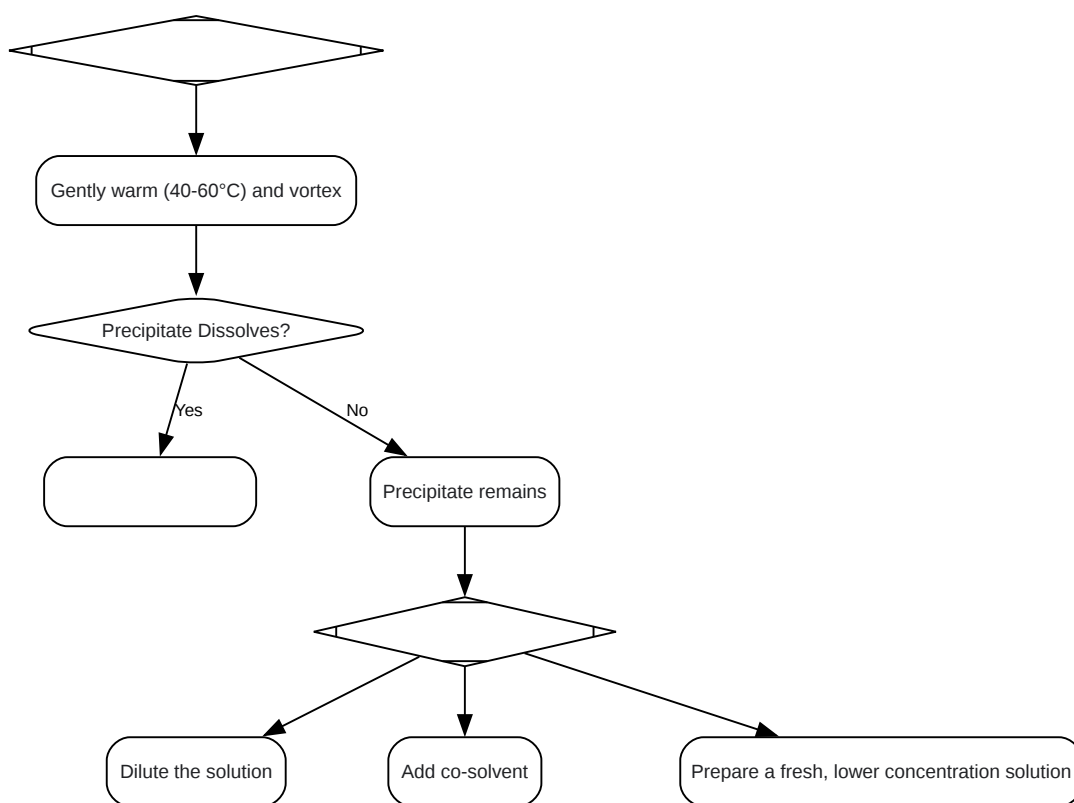 Gently warm (40-60°C) and vortex
Precipitate Dissolves?
Yes
No
Precipitate remains
Dilute the solution
Add co-solvent
Prepare a fresh, lower concentration solution